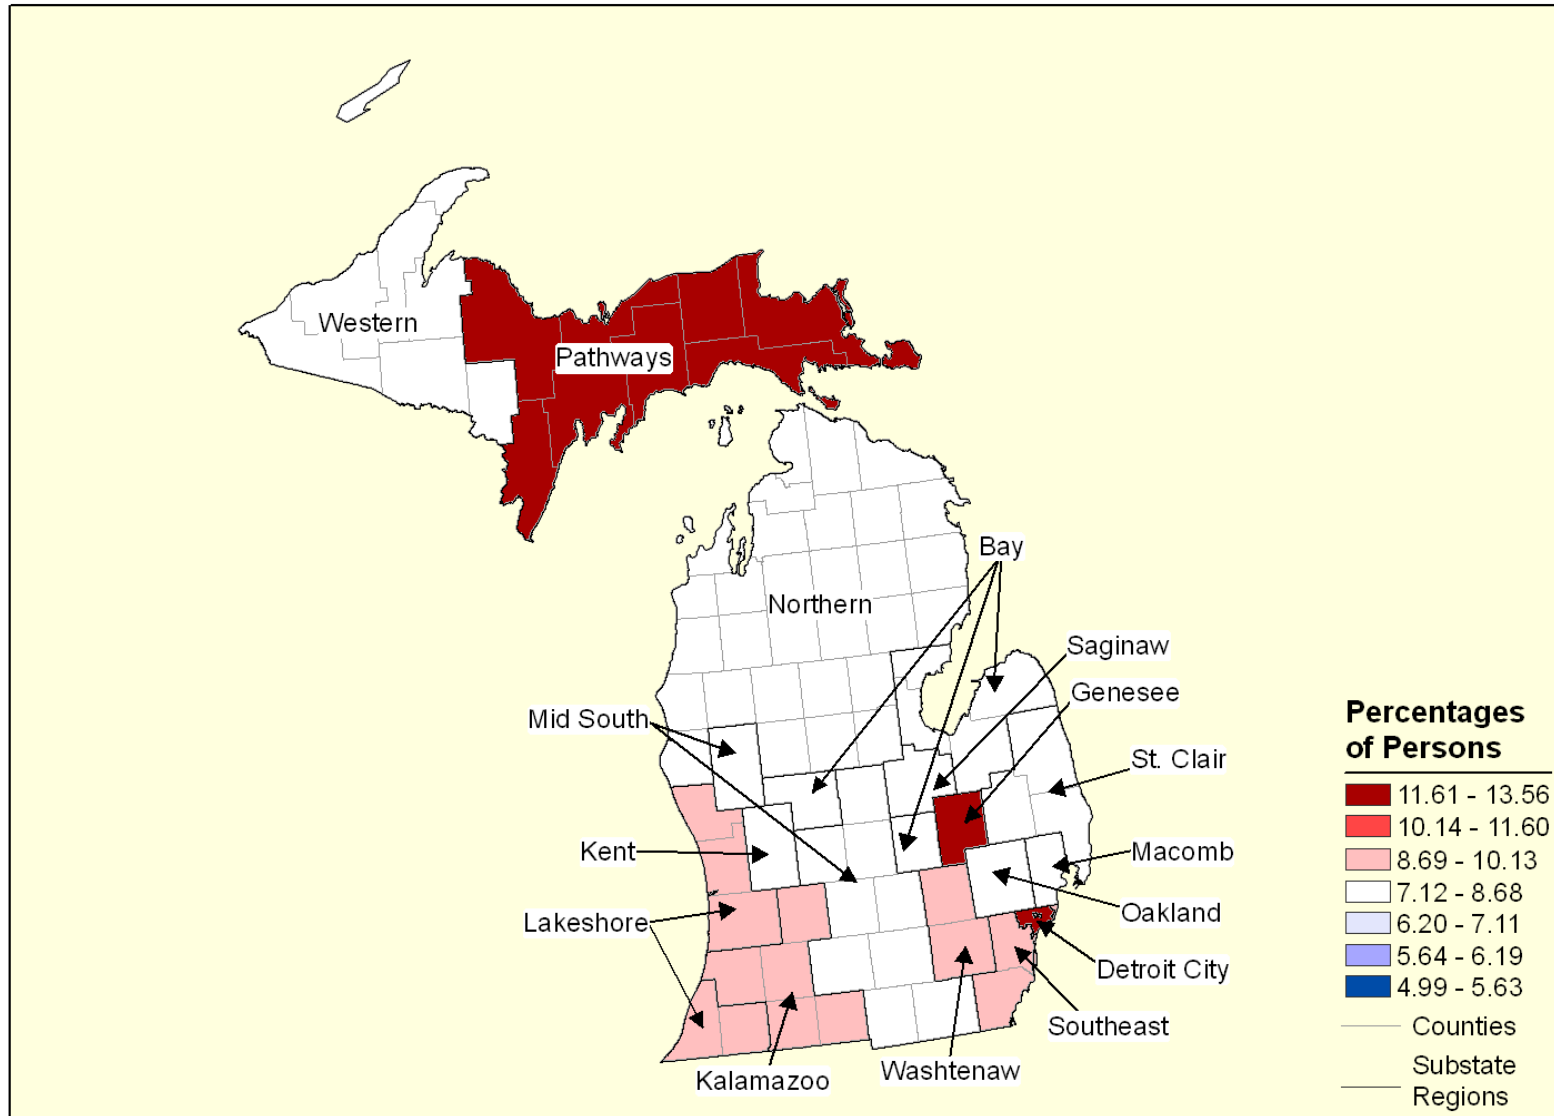 Western
Pathways
Bay
Northern
Saginaw
Genesee
Mid South
St. Clair
Kent
Macomb
Lakeshore
Oakland
Detroit City
Southeast
Washtenaw
Kalamazoo
Percentages
of Persons
11.61 - 13.56
10.14 - 11.60
8.69 - 10.13
7.12 - 8.68
6.20 - 7.11
5.64 - 6.19
4.99 - 5.63
Counties
Substate
Regions